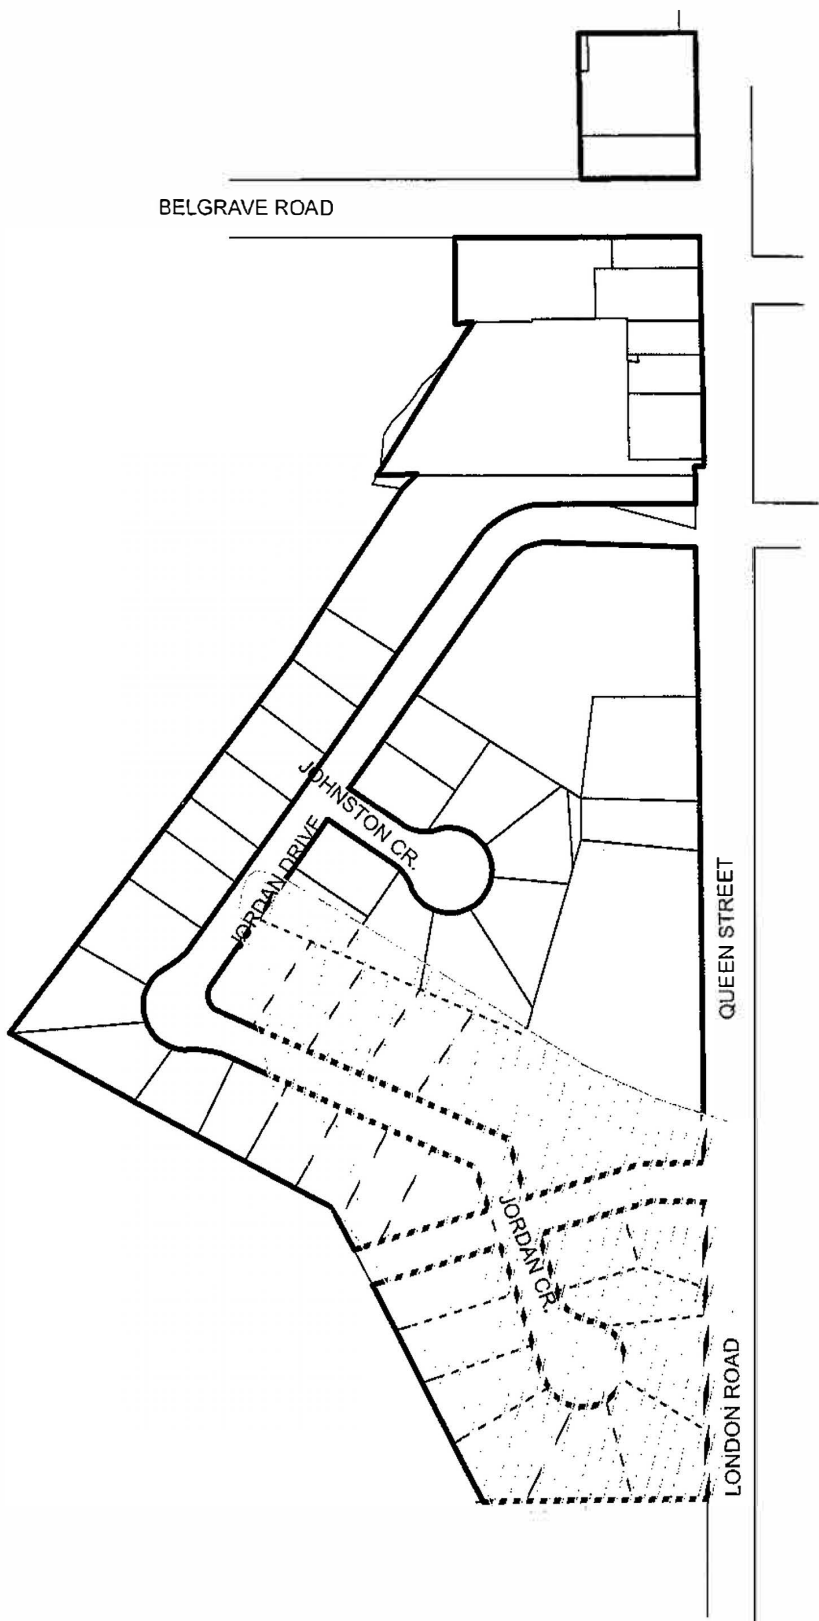 BELGRAVE ROAD
JOHNSTON CR.
JORDAN DRIVE
QUEEN STREET
JORDAN CR.
LONDON ROAD